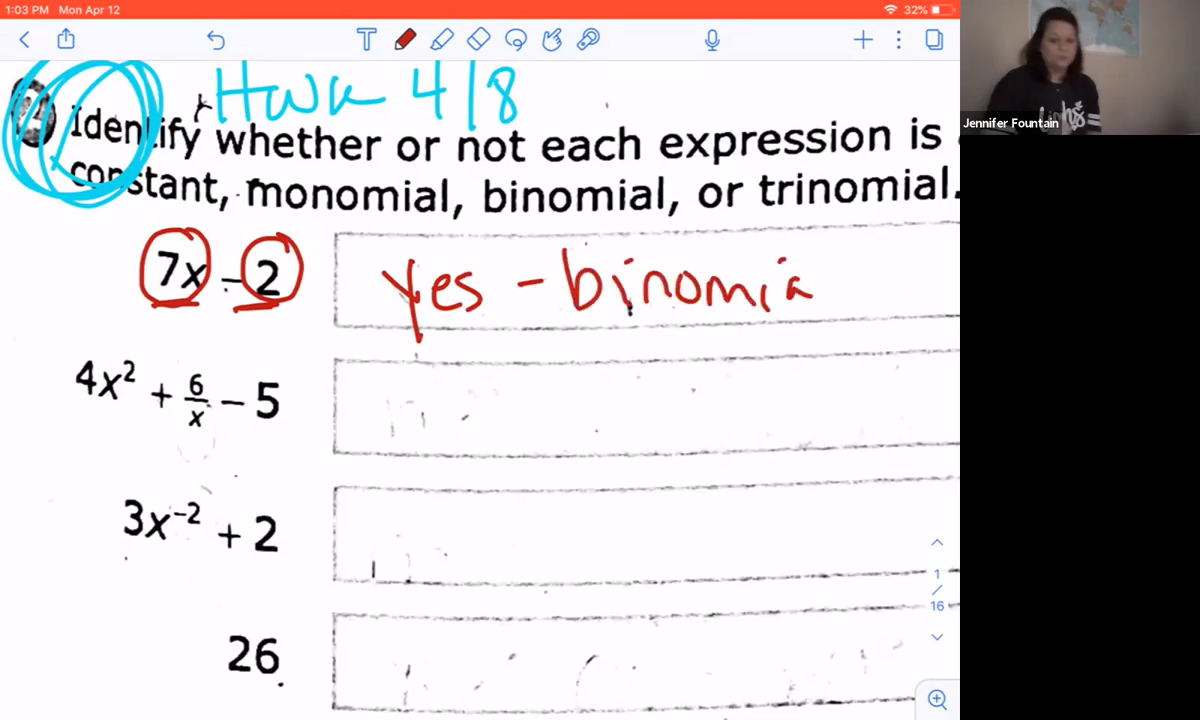 1:03 PM Mon Apr 12
32%
Hwk 4/8
Identify whether or not each expression is
constant, monomial, binomial, or trinomial.
7x - 2
yes - binomia
4x² + 6/x - 5
3x⁻² + 2
26
1
/
16
Jennifer Fountain